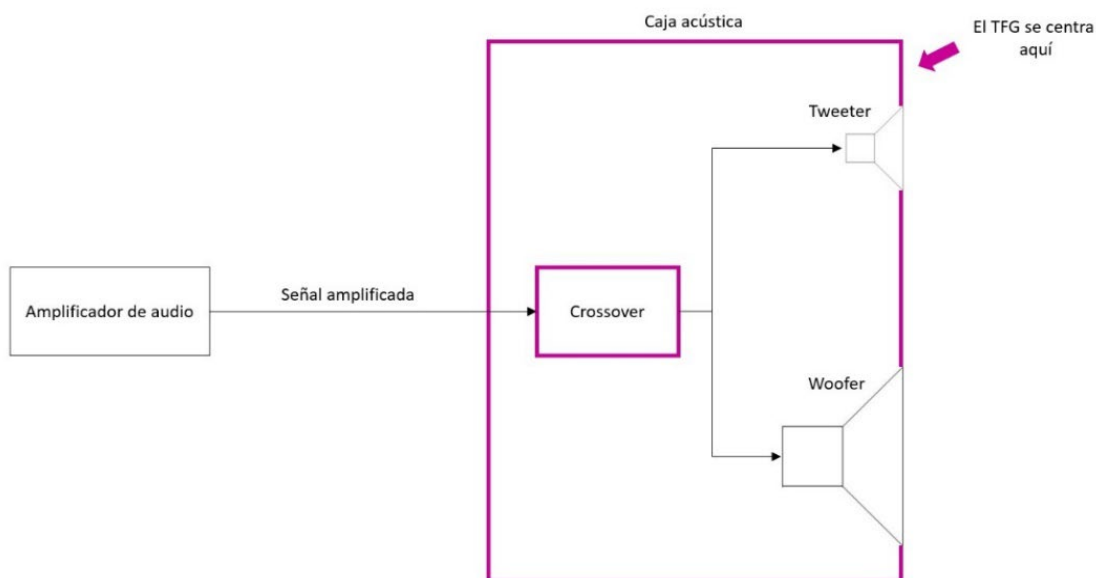 Caja acústica
El TFG se centra
aquí
Tweeter
Amplificador de audio
Señal amplificada
Crossover
Woofer